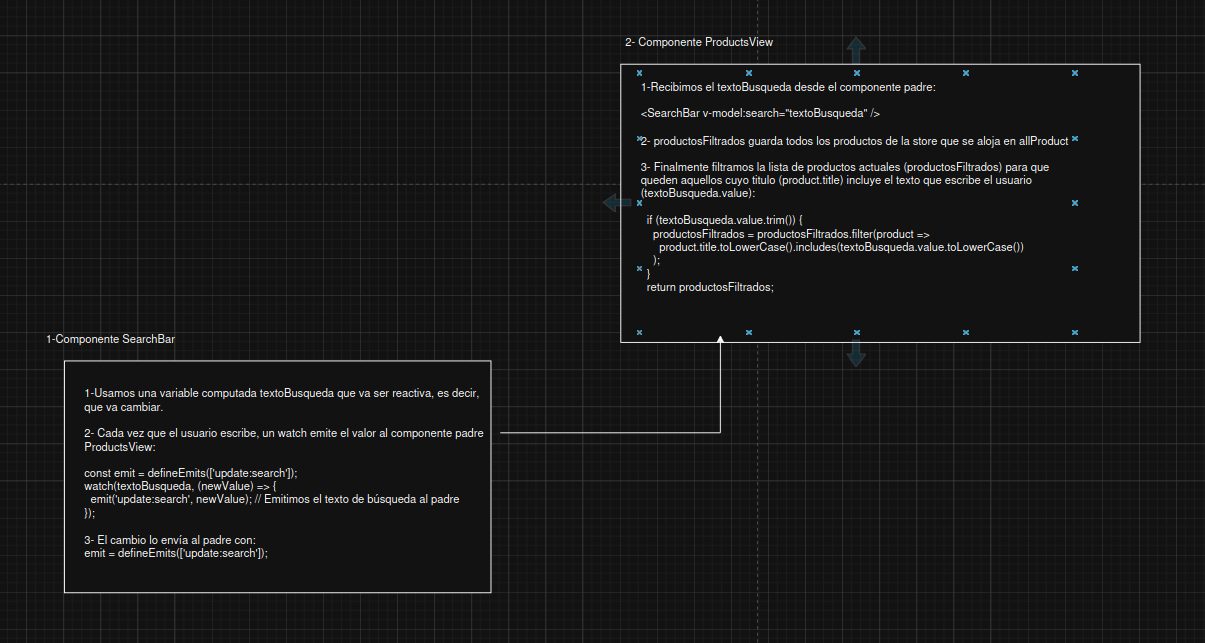 2- Componente ProductsView
1-Recibimos el textoBusqueda desde el componente padre:
<SearchBar v-model:search="textoBusqueda" />
2- productosFiltrados guarda todos los productos de la store que se aloja en allProduct
3- Finalmente filtramos la lista de productos actuales (productosFiltrados) para que
queden aquellos cuyo titulo (product.title) incluye el texto que escribe el usuario
(textoBusqueda.value):
if (textoBusqueda.value.trim()) {
productosFiltrados = productosFiltrados.filter(product =>
product.title.toLowerCase().includes(textoBusqueda.value.toLowerCase())
);
}
return productosFiltrados;
1-Componente SearchBar
1-Usamos una variable computada textoBusqueda que va ser reactiva, es decir,
que va cambiar.
2- Cada vez que el usuario escribe, un watch emite el valor al componente padre
ProductsView:
const emit = defineEmits(['update:search']);
watch(textoBusqueda, (newValue) => {
emit('update:search', newValue); // Emitimos el texto de búsqueda al padre
});
3- El cambio lo envía al padre con:
emit = defineEmits(['update:search']);